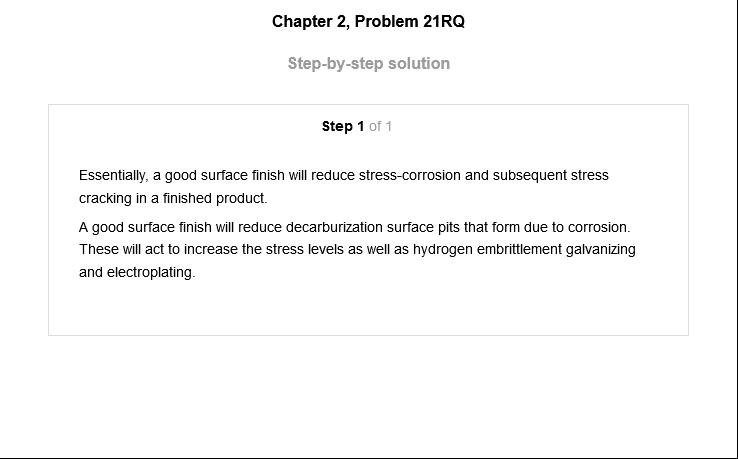 Chapter 2, Problem 21RQ
Step-by-step solution
Step 1 of 1
Essentially, a good surface finish will reduce stress-corrosion and subsequent stress
cracking in a finished product.
A good surface finish will reduce decarburization surface pits that form due to corrosion.
These will act to increase the stress levels as well as hydrogen embrittlement galvanizing
and electroplating.